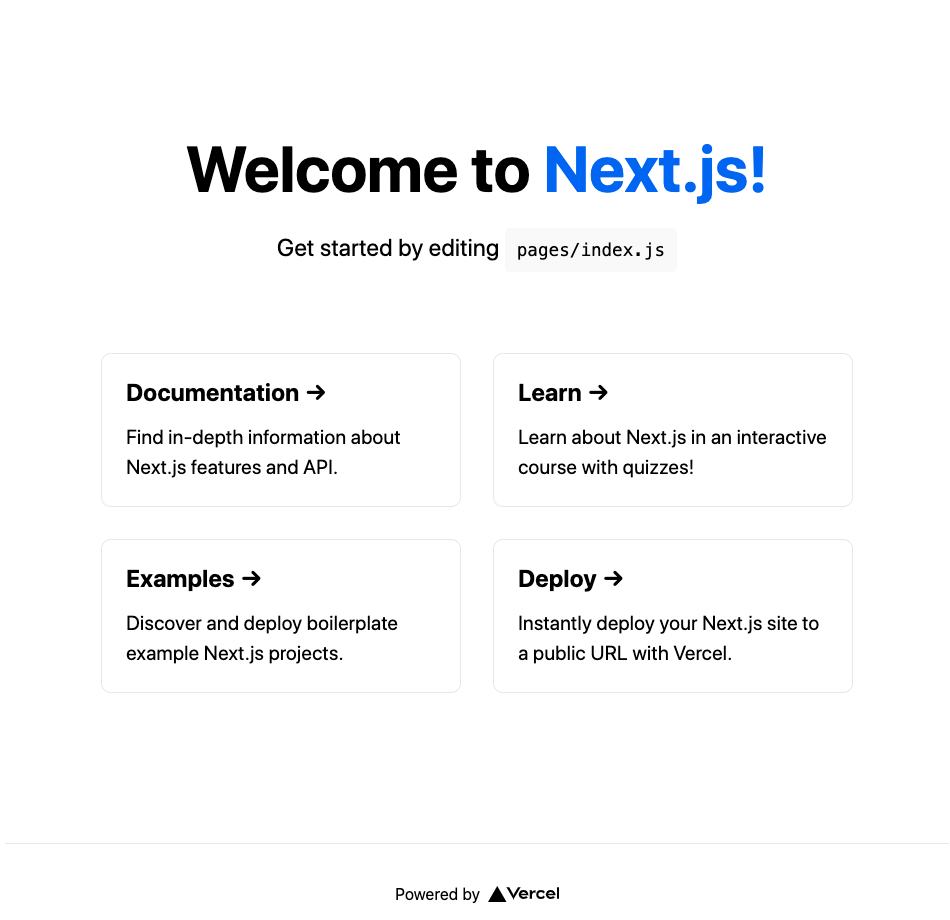 Welcome to Next.js!
Get started by editing pages/index.js
Documentation →
Find in-depth information about
Next.js features and API.
Learn →
Learn about Next.js in an interactive
course with quizzes!
Examples →
Discover and deploy boilerplate
example Next.js projects.
Deploy →
Instantly deploy your Next.js site to
a public URL with Vercel.
Powered by Vercel